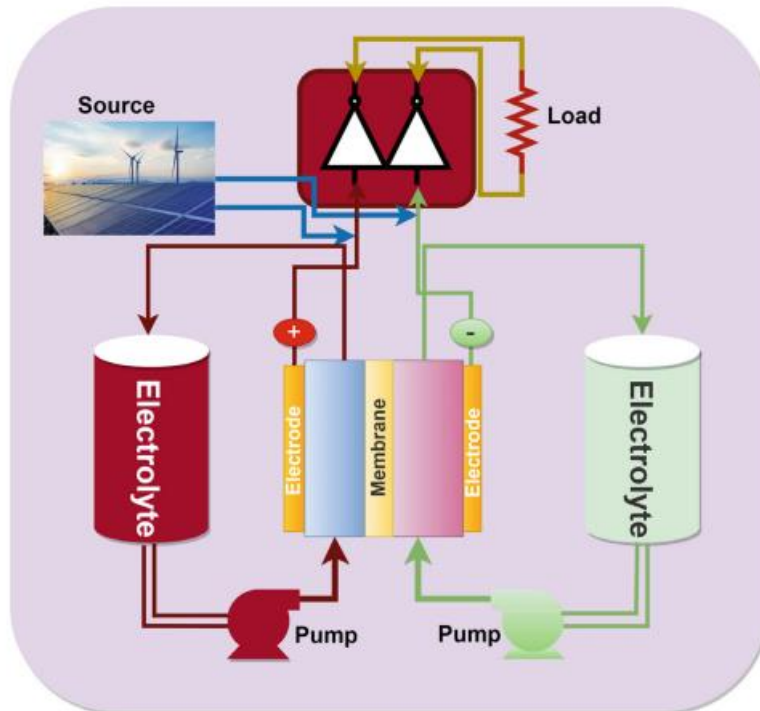 Source
Load
+
-
Electrolyte
Electrode
Membrane
Electrode
Electrolyte
Pump
Pump